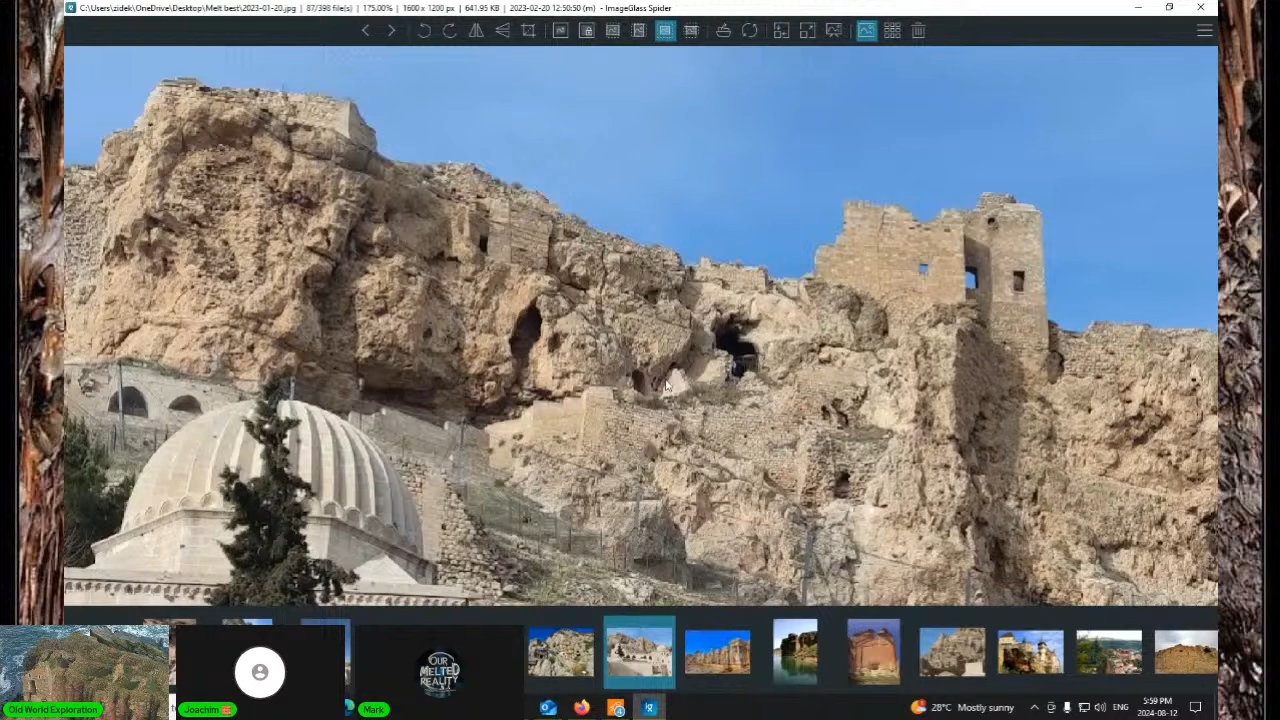 C:\Users\zidek\OneDrive\Desktop\Melt best\2023-01-20.jpg | 87/398 file(s) | 175.00% | 1600 x 1200 px | 641.95 KB | 2023-02-20 12:50:50 (m) - ImageGlass Spider
OUR
MELTED
REALITY
Old World Exploration
Joachim
Mark
28°C Mostly sunny
ENG
5:59 PM
2024-08-12